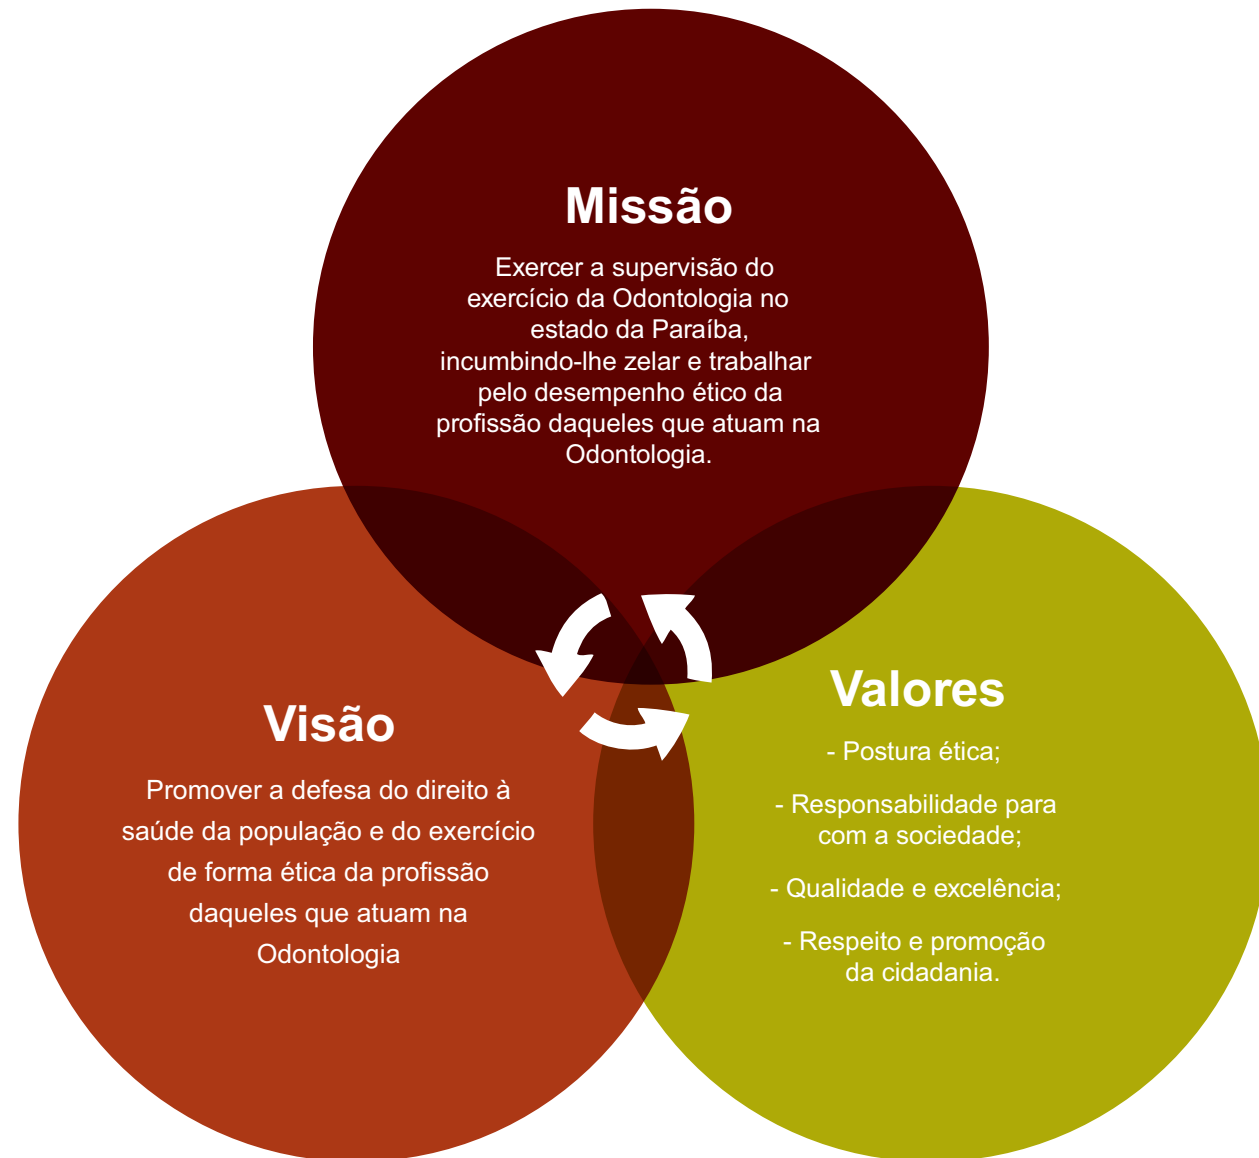 Missão
Exercer a supervisão do
exercício da Odontologia no
estado da Paraíba,
incumbindo-lhe zelar e trabalhar
pelo desempenho ético da
profissão daqueles que atuam na
Odontologia.
Visão
Promover a defesa do direito à
saúde da população e do exercício
de forma ética da profissão
daqueles que atuam na
Odontologia
Valores
- Postura ética;
- Responsabilidade para
com a sociedade;
- Qualidade e excelência;
- Respeito e promoção
da cidadania.